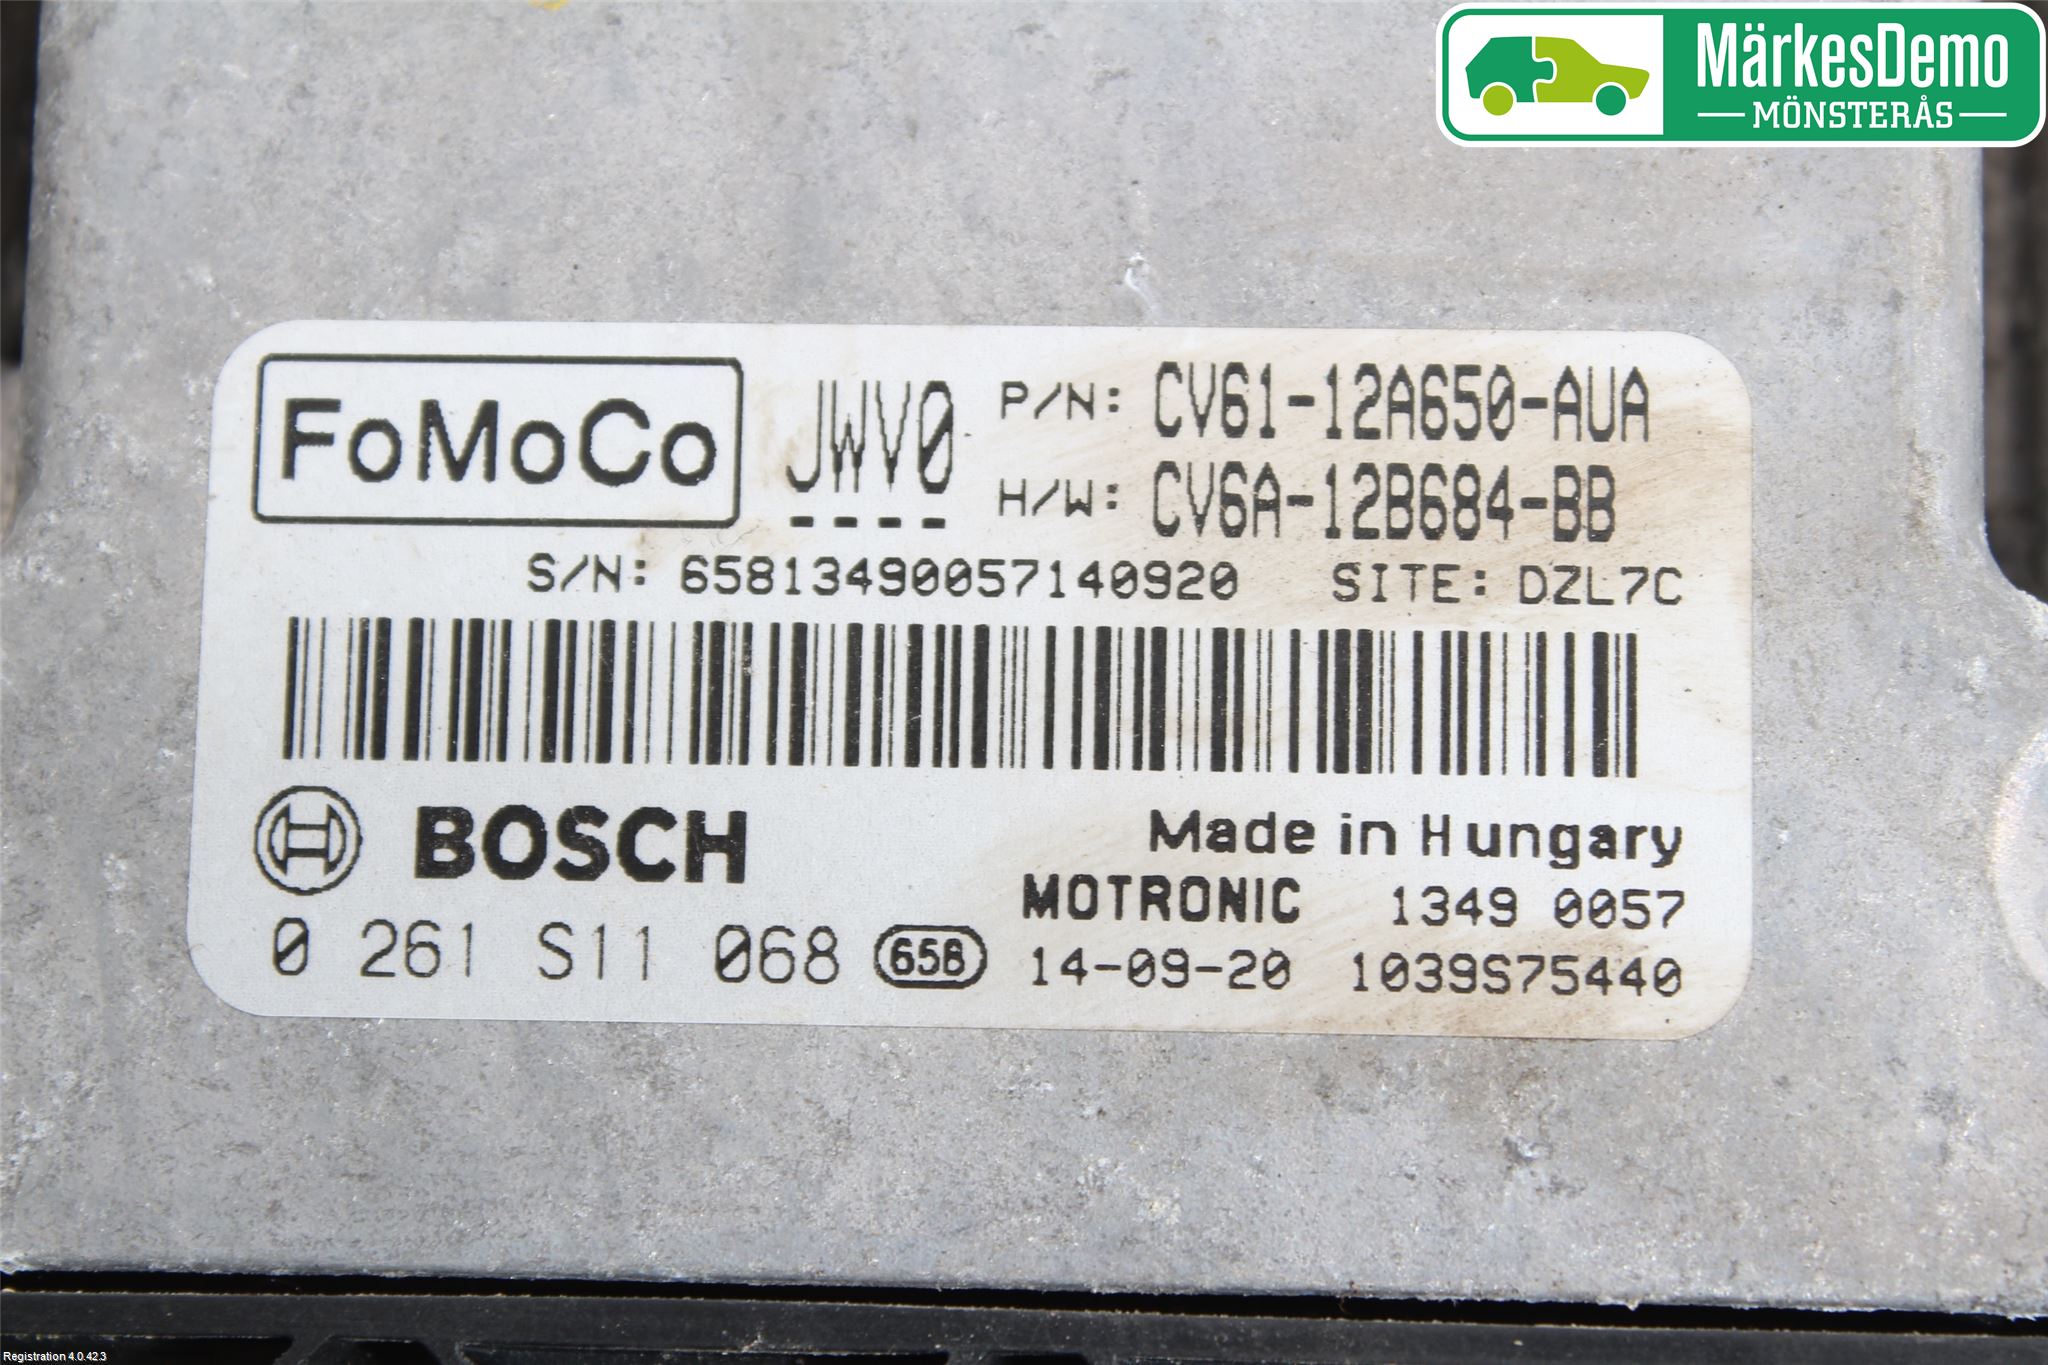 MärkesDemo
MÖNSTERÅS
FoMoCo JWV0 P/N: CV61-12A650-AUA
---- H/W: CV6A-12B684-BB
S/N: 65813490057140920 SITE: DZL7C
BOSCH
Made in Hungary
MOTRONIC 1349 0057
0 261 S11 068 658 14-09-20 1039S75440
Registration 4.0.42.3